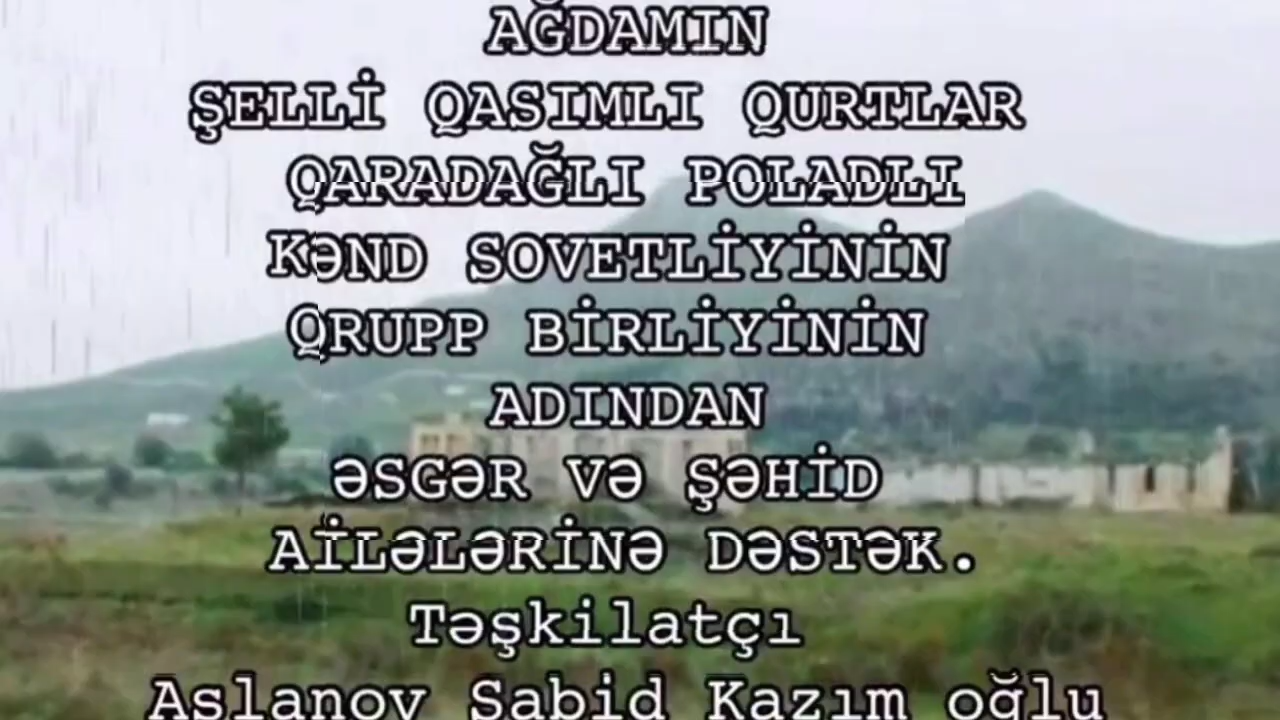 AĞDAMIN
ŞELLİ QASIMLI QURTLAR
QARADAĞLI POLADLI
KƏND SOVETLİYİNİN
QRUPP BİRLİYİNİN
ADINDAN
ƏSGƏR VƏ ŞƏHİD
AİLƏLƏRİNƏ DƏSTƏK.
Təşkilatçı
Aslanov Sabid Kazım oğlu